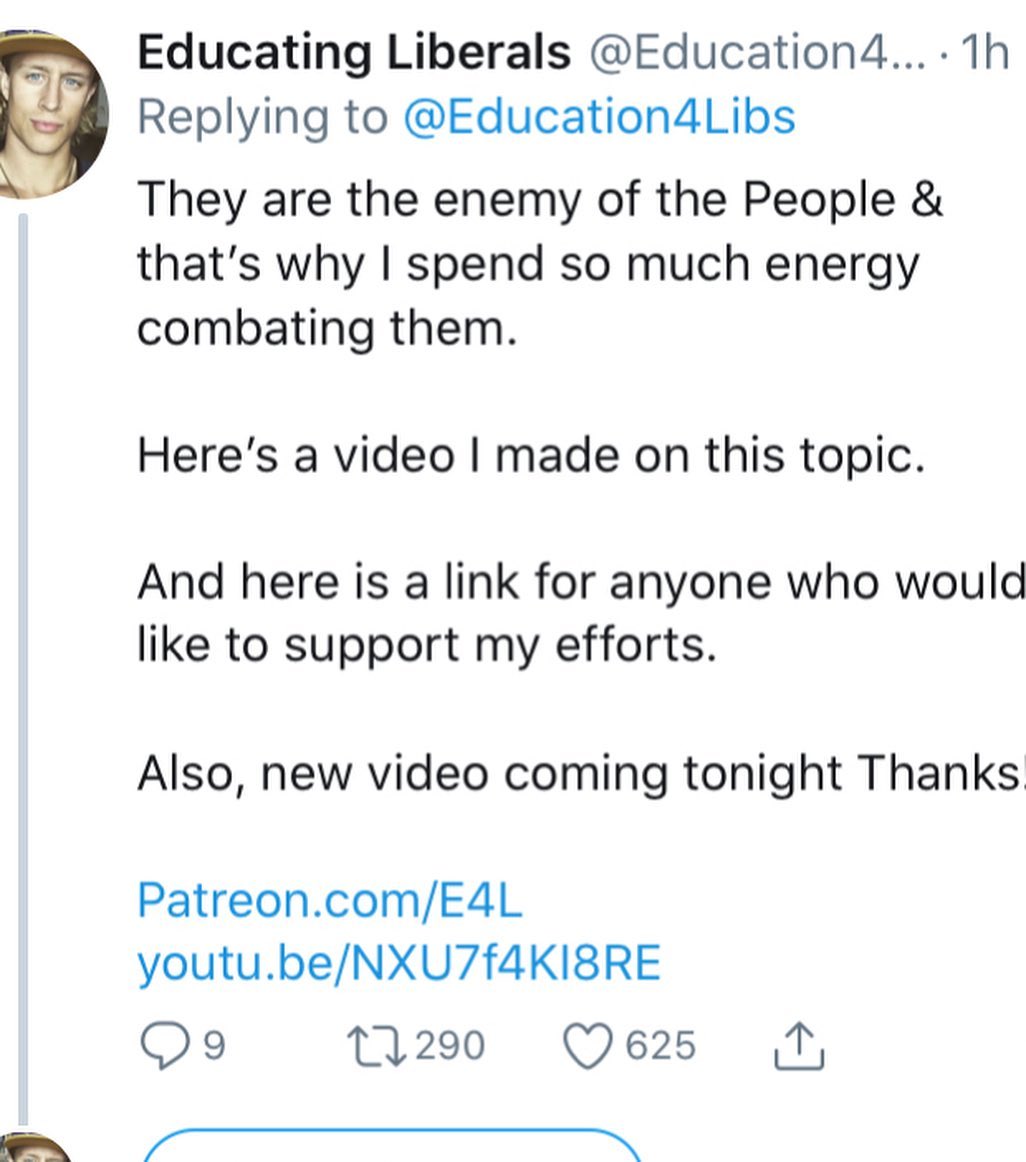 Educating Liberals @Education4... · 1h
Replying to @Education4Libs
They are the enemy of the People &
that’s why I spend so much energy
combating them.
Here’s a video I made on this topic.
And here is a link for anyone who would
like to support my efforts.
Also, new video coming tonight Thanks!
Patreon.com/E4L
youtu.be/NXU7f4KI8RE
9 290 625